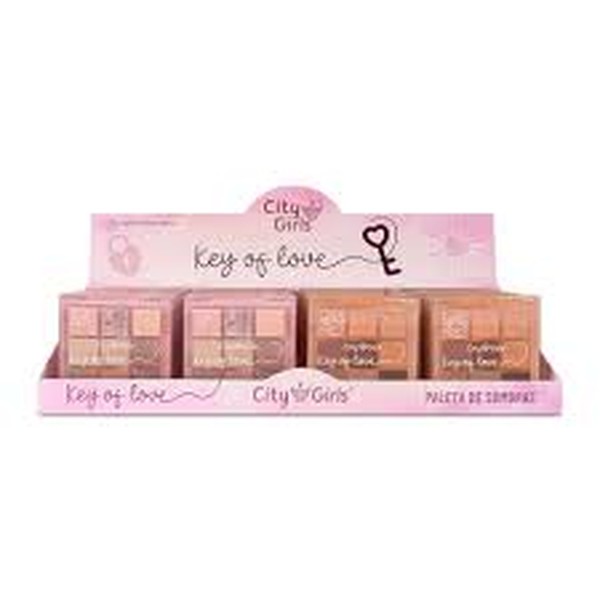 City
Girls
Key of love
Key of love
City Girls
PALETA DE SOMBRAS